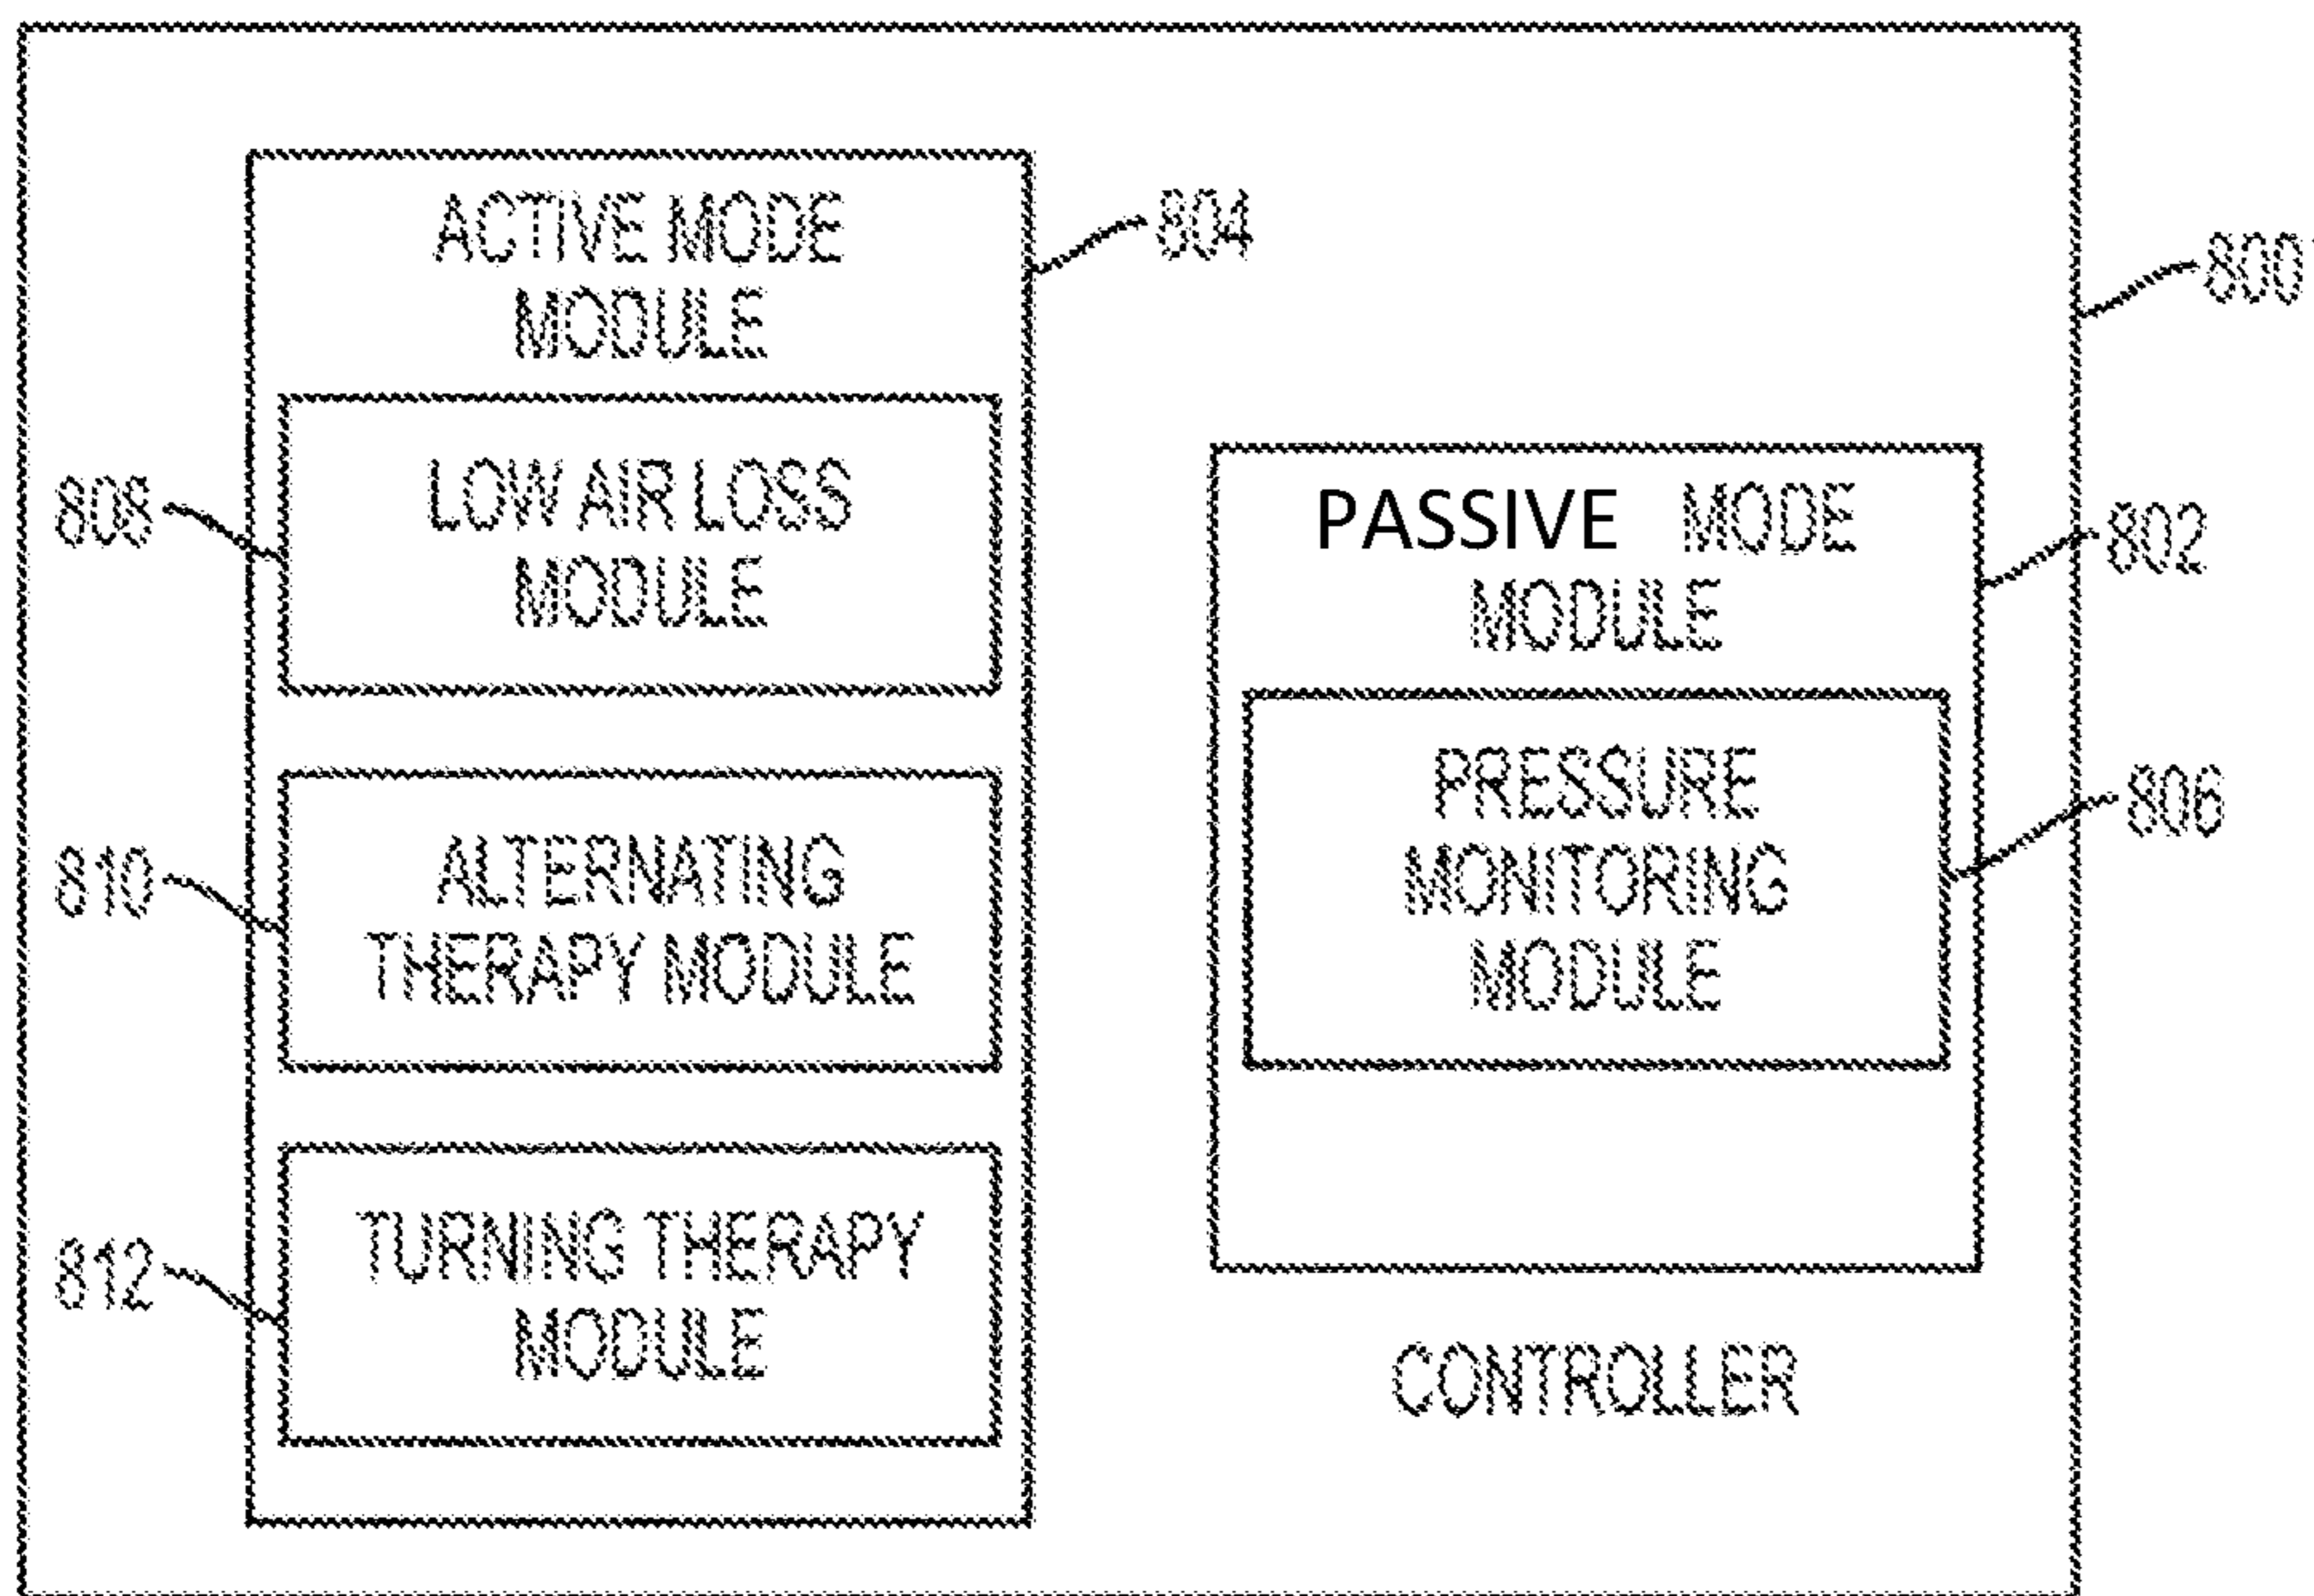 ACTIVE MODE
MODULE
804
800
LOW AIR LOSS
MODULE
808
PASSIVE MODE
MODULE
802
PRESSURE
MONITORING
MODULE
806
ALTERNATING
THERAPY MODULE
810
TURNING THERAPY
MODULE
812
CONTROLLER